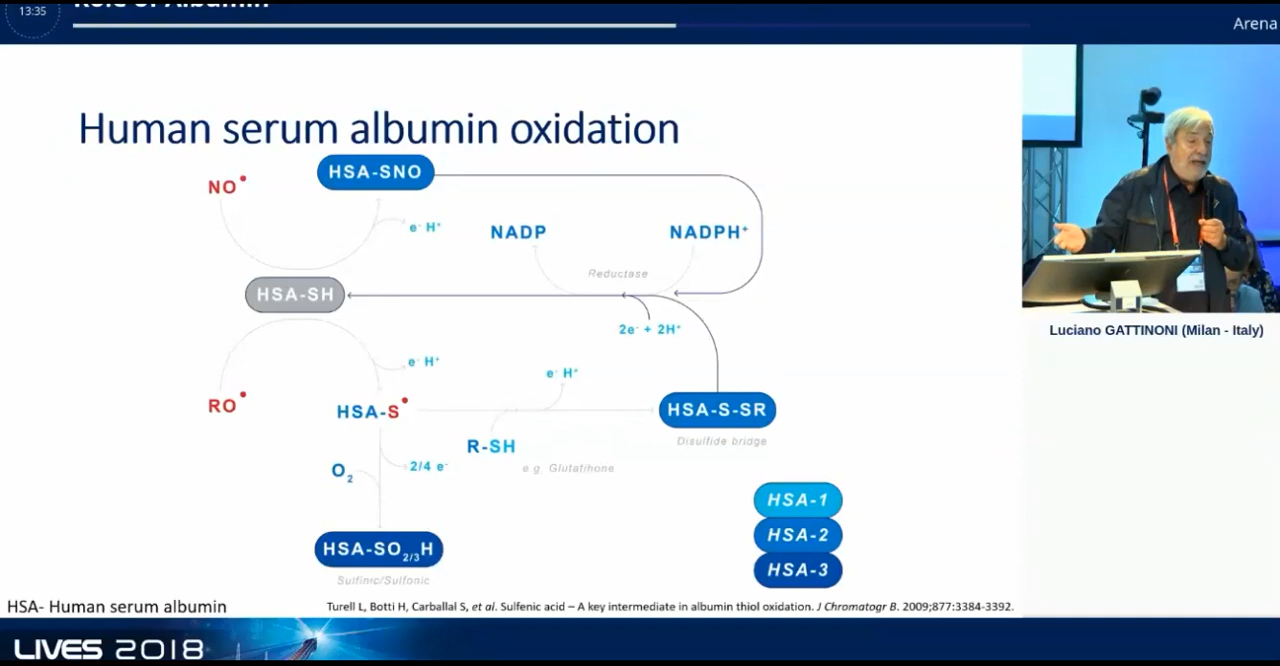 13:35
Role of Albumin
Arena
Human serum albumin oxidation
HSA-SNO
NO•
e- H+
NADP
NADPH+
Reductase
HSA-SH
2e- + 2H+
e- H+
e- H+
RO•
HSA-S•
HSA-S-SR
Disulfide bridge
R-SH
e.g. Glutatihone
O2
2/4 e-
HSA-1
HSA-2
HSA-3
HSA-SO2/3H
Sulfinic/Sulfonic
HSA- Human serum albumin
Turell L, Botti H, Carballal S, et al. Sulfenic acid – A key intermediate in albumin thiol oxidation. J Chromatogr B. 2009;877:3384-3392.
Luciano GATTINONI (Milan - Italy)
LIVES 2018